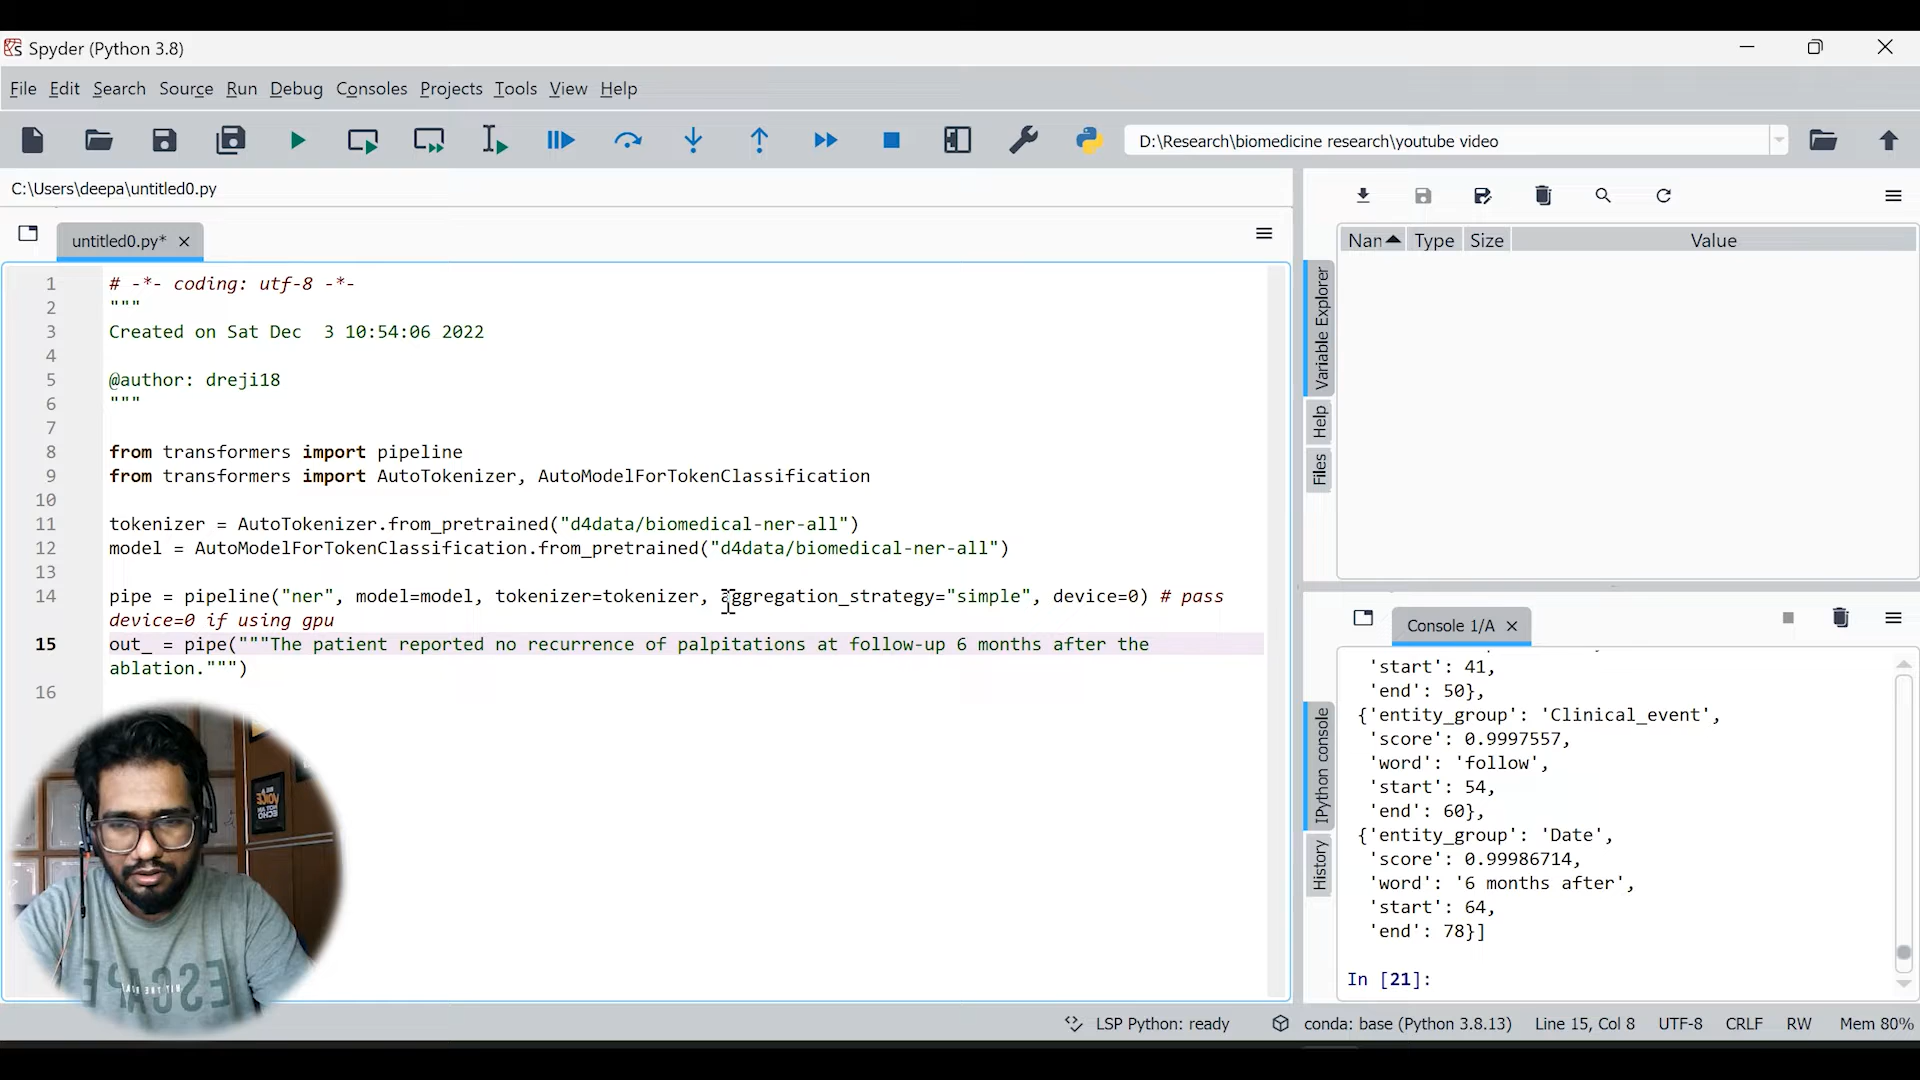 Spyder (Python 3.8)
File Edit Search Source Run Debug Consoles Projects Tools View Help
D:\Research\biomedicine research\youtube video
C:\Users\deepa\untitled0.py
untitled0.py*
1 # -*- coding: utf-8 -*-
2 """
3 Created on Sat Dec  3 10:54:06 2022
4
5 @author: dreji18
6 """
7
8 from transformers import pipeline
9 from transformers import AutoTokenizer, AutoModelForTokenClassification
10
11 tokenizer = AutoTokenizer.from_pretrained("d4data/biomedical-ner-all")
12 model = AutoModelForTokenClassification.from_pretrained("d4data/biomedical-ner-all")
13
14 pipe = pipeline("ner", model=model, tokenizer=tokenizer, aggregation_strategy="simple", device=0) # pass
device=0 if using gpu
15 out_ = pipe("""The patient reported no recurrence of palpitations at follow-up 6 months after the
ablation.""")
16
Nan Type Size Value
Variable Explorer
Help
Files
Console 1/A
'start': 41,
'end': 50},
{'entity_group': 'Clinical_event',
'score': 0.9997557,
'word': 'follow',
'start': 54,
'end': 60},
{'entity_group': 'Date',
'score': 0.99986714,
'word': '6 months after',
'start': 64,
'end': 78}]
In [21]:
IPython console
History
ESCAPE
LSP Python: ready conda: base (Python 3.8.13) Line 15, Col 8 UTF-8 CRLF RW Mem 80%